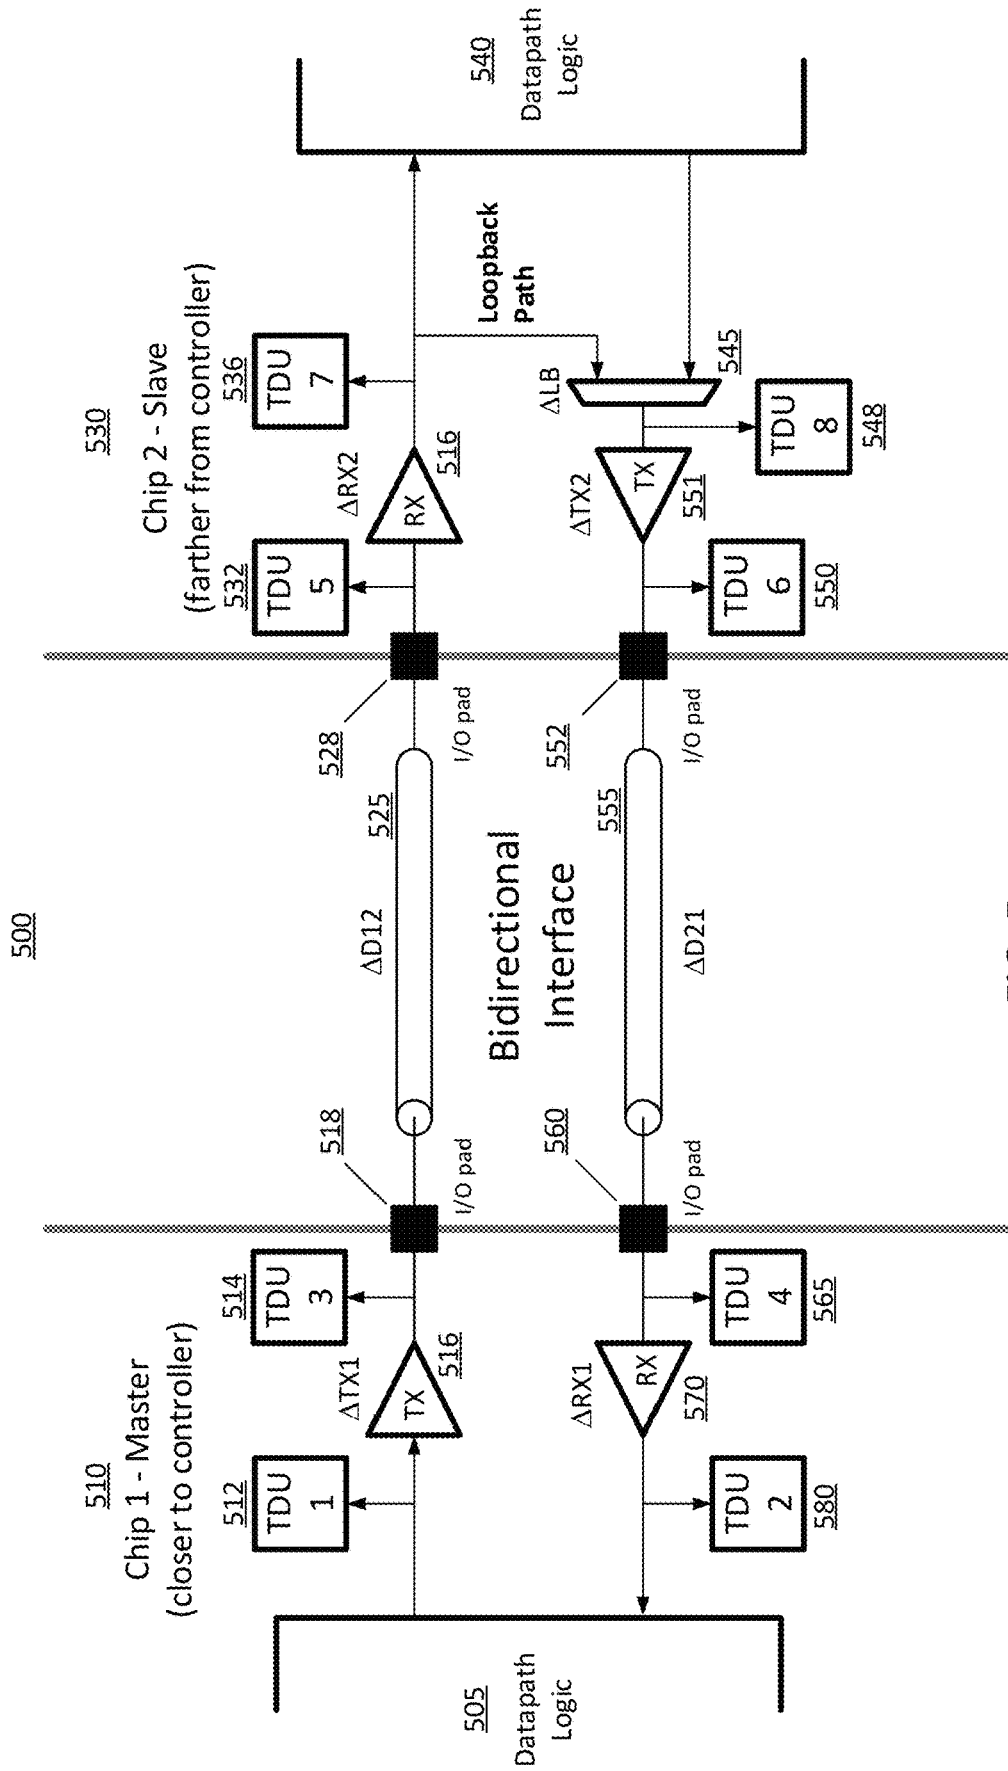 500
510
Chip 1 - Master
(closer to controller)
530
Chip 2 - Slave
(farther from controller)
512
TDU
1
514
TDU
3
532
TDU
5
536
TDU
7
ΔTX1
TX
516
518
I/O pad
ΔD12
525
528
I/O pad
ΔRX2
RX
516
505
Datapath
Logic
Bidirectional
Interface
Loopback
Path
540
Datapath
Logic
ΔRX1
RX
570
560
I/O pad
ΔD21
555
552
I/O pad
ΔTX2
TX
551
ΔLB
545
TDU
2
580
TDU
4
565
TDU
6
550
TDU
8
548